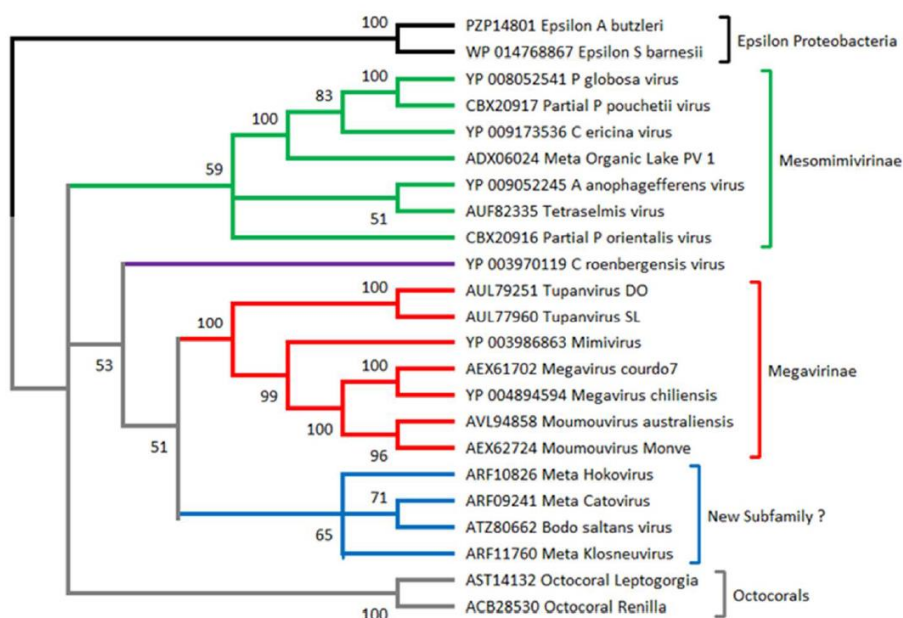 100
PZP14801 Epsilon A butzleri
WP 014768867 Epsilon S barnesii
Epsilon Proteobacteria
100
YP 008052541 P globosa virus
83
CBX20917 Partial P pouchetii virus
100
YP 009173536 C ericina virus
ADX06024 Meta Organic Lake PV 1
Mesomimivirinae
59
YP 009052245 A anophagefferens virus
51
AUF82335 Tetraselmis virus
CBX20916 Partial P orientalis virus
YP 003970119 C roenbergensis virus
100
AUL79251 Tupanvirus DO
100
AUL77960 Tupanvirus SL
YP 003986863 Mimivirus
53
100
AEX61702 Megavirus courdo7
Megavirinae
99
YP 004894594 Megavirus chiliensis
100
AVL94858 Moumouvirus australiensis
51
96
AEX62724 Moumouvirus Monve
ARF10826 Meta Hokovirus
71
ARF09241 Meta Catovirus
New Subfamily ?
65
ATZ80662 Bodo saltans virus
ARF11760 Meta Klosneuvirus
AST14132 Octocoral Leptogorgia
Octocorals
100
ACB28530 Octocoral Renilla